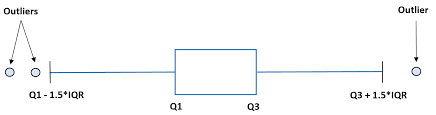 Outliers
Outlier
Q1 - 1.5*IQR
Q1
Q3
Q3 + 1.5*IQR